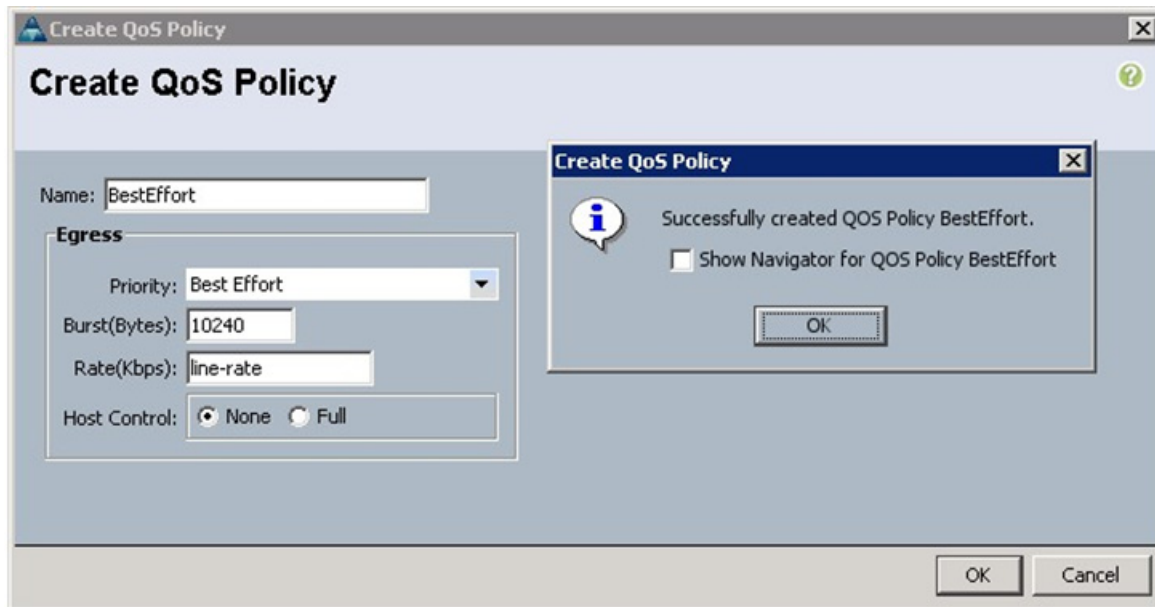 Create QoS Policy
Create QoS Policy
?
Name: BestEffort
Egress
Priority: Best Effort
Burst(Bytes): 10240
Rate(Kbps): line-rate
Host Control: None Full
Create QoS Policy
Successfully created QOS Policy BestEffort.
Show Navigator for QOS Policy BestEffort
OK
OK Cancel